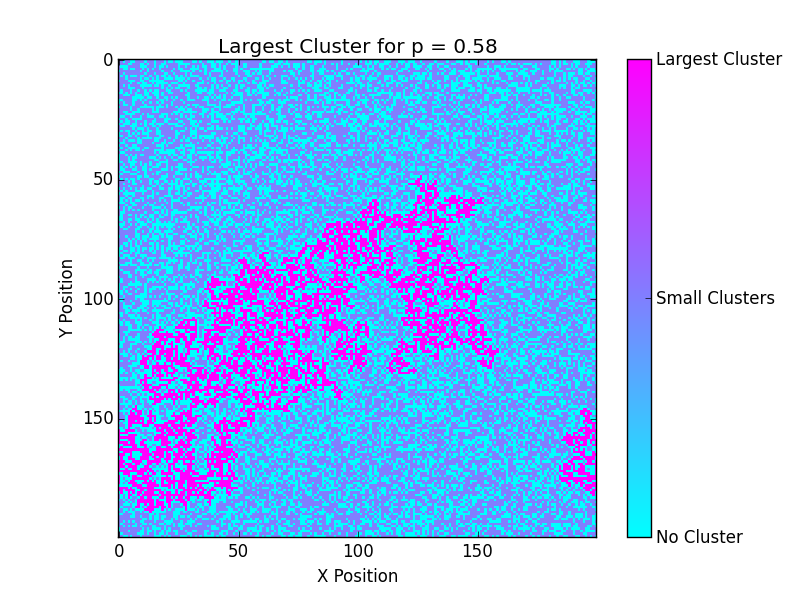 Largest Cluster for p = 0.58
0
50
100
150
0
50
100
150
Y Position
X Position
Largest Cluster
Small Clusters
No Cluster